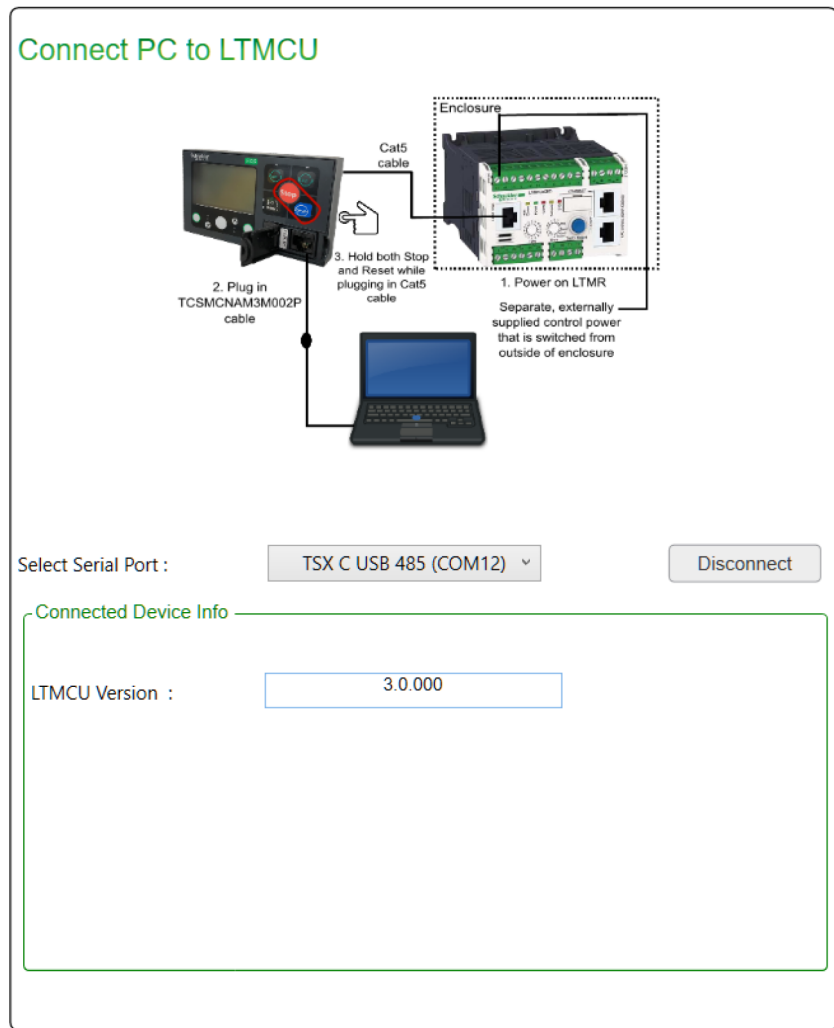 Connect PC to LTMCU
Enclosure
Cat5
cable
3. Hold both Stop
and Reset while
plugging in Cat5
cable
2. Plug in
TCSMCNAM3M002P
cable
1. Power on LTMR
Separate, externally
supplied control power
that is switched from
outside of enclosure
Stop
Select Serial Port :
TSX C USB 485 (COM12)
Disconnect
Connected Device Info
LTMCU Version :
3.0.000